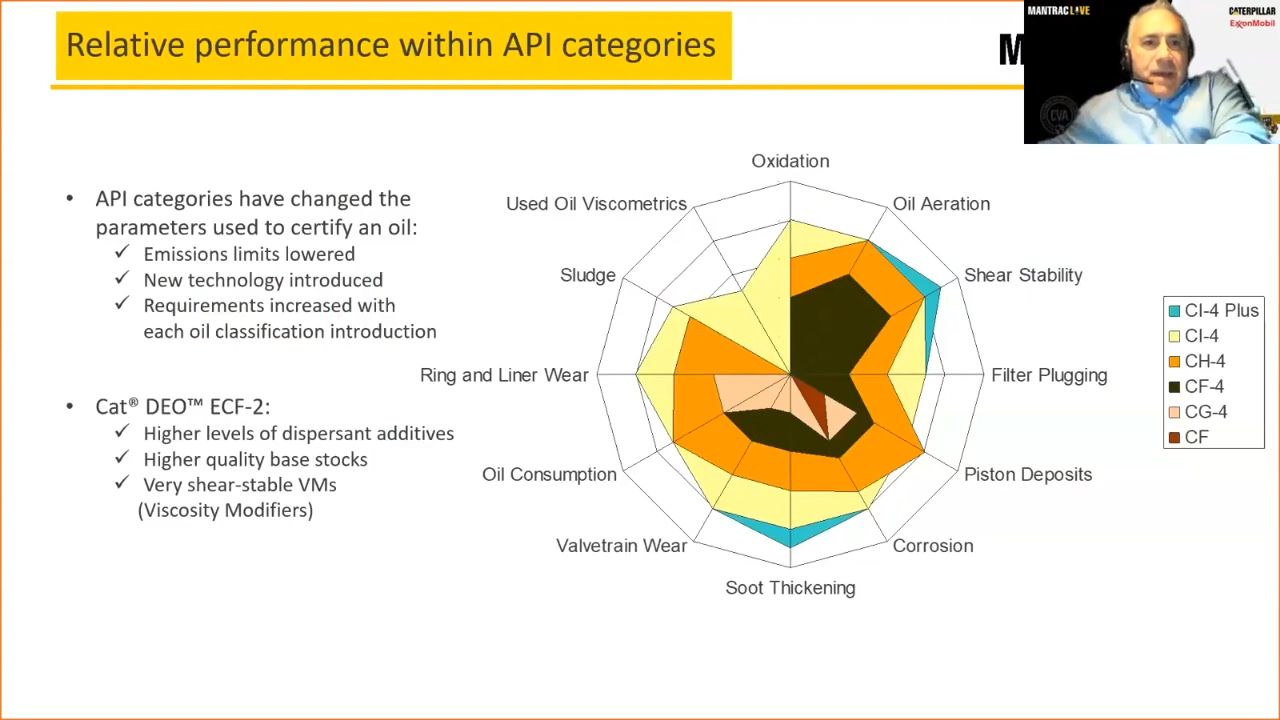 Relative performance within API categories
M
MANTRAC LIVE
CATERPILLAR
ExxonMobil
CVA
• API categories have changed the
parameters used to certify an oil:
✓ Emissions limits lowered
✓ New technology introduced
✓ Requirements increased with
each oil classification introduction
• Cat® DEO™ ECF-2:
✓ Higher levels of dispersant additives
✓ Higher quality base stocks
✓ Very shear-stable VMs
(Viscosity Modifiers)
Oxidation
Used Oil Viscometrics
Oil Aeration
Sludge
Shear Stability
Ring and Liner Wear
Filter Plugging
Oil Consumption
Piston Deposits
Valvetrain Wear
Corrosion
Soot Thickening
CI-4 Plus
CI-4
CH-4
CF-4
CG-4
CF